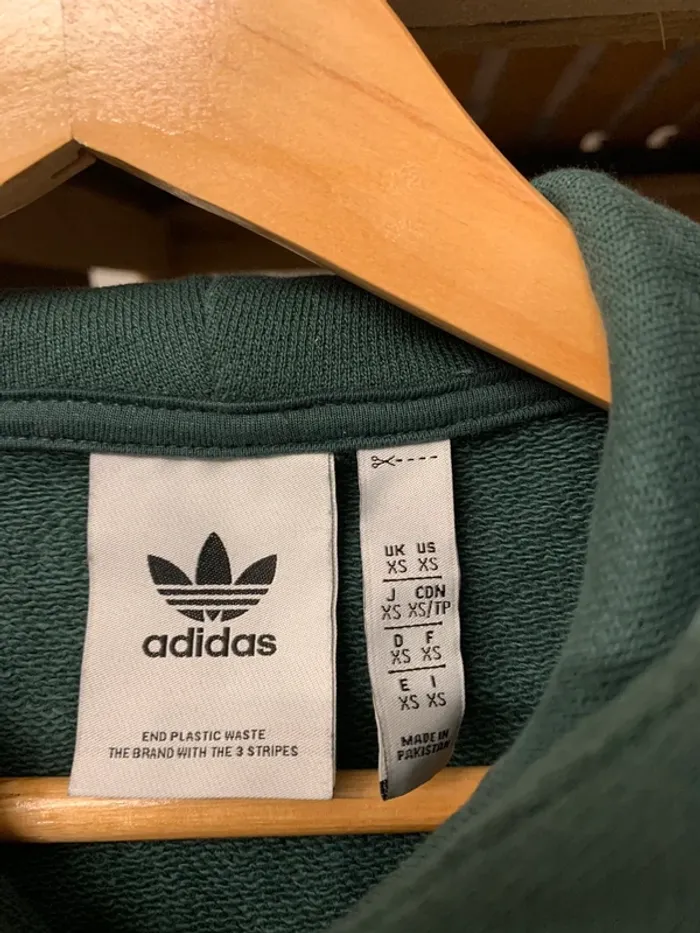 adidas
END PLASTIC WASTE
THE BRAND WITH THE 3 STRIPES
UK US
XS XS
J CDN
XS XS/TP
D F
XS XS
E I
XS XS
MADE IN
PAKISTAN